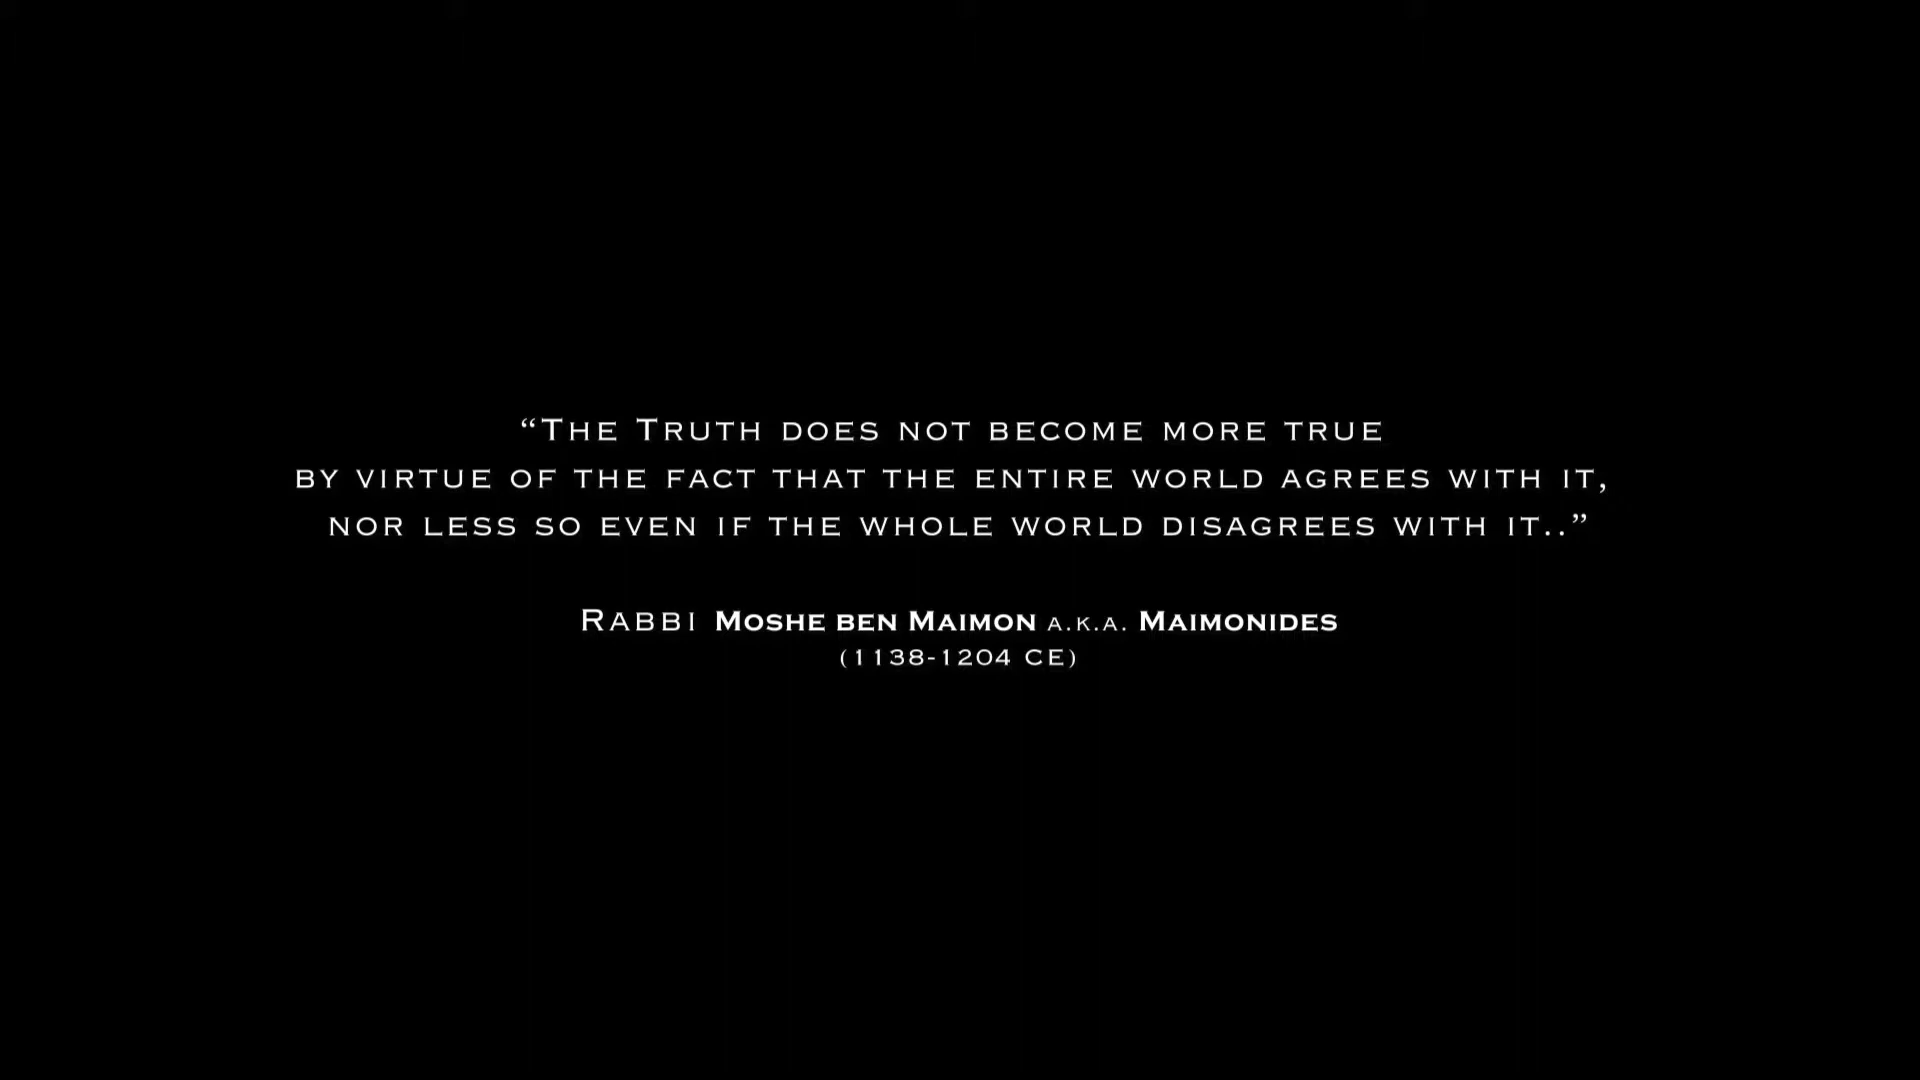 “The Truth does not become more true
by virtue of the fact that the entire world agrees with it,
nor less so even if the whole world disagrees with it..”
Rabbi Moshe ben Maimon a.k.a. Maimonides
(1138-1204 CE)